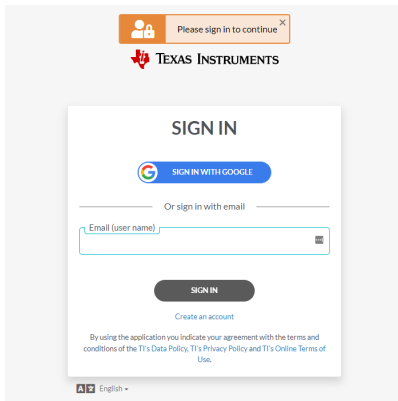 Please sign in to continue
TEXAS INSTRUMENTS
SIGN IN
SIGN IN WITH GOOGLE
Or sign in with email
Email (user name)
SIGN IN
Create an account
By using the application you indicate your agreement with the terms and
conditions of the TI's Data Policy, TI's Privacy Policy and TI's Online Terms of
Use.
English